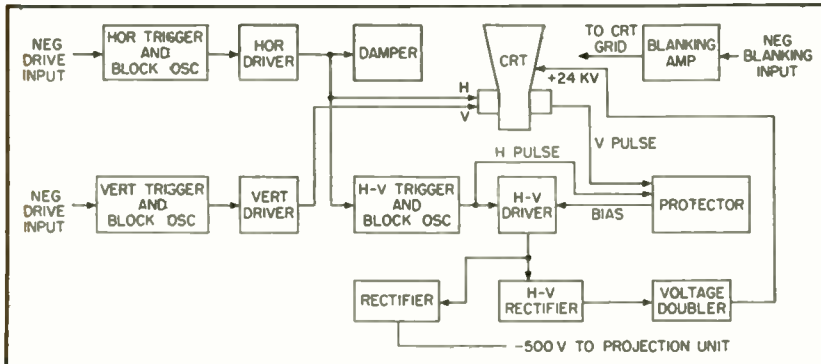 NEG
DRIVE
INPUT
HOR TRIGGER
AND
BLOCK OSC
HOR
DRIVER
DAMPER
CRT
+24 KV
TO CRT
GRID
BLANKING
AMP
NEG
BLANKING
INPUT
H
V
V PULSE
H PULSE
NEG
DRIVE
INPUT
VERT TRIGGER
AND
BLOCK OSC
VERT
DRIVER
H-V TRIGGER
AND
BLOCK OSC
H-V
DRIVER
BIAS
PROTECTOR
RECTIFIER
H-V
RECTIFIER
VOLTAGE
DOUBLER
-500 V TO PROJECTION UNIT